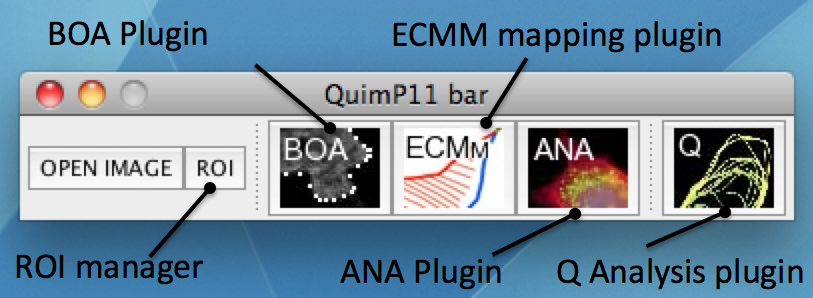 BOA Plugin
ECMM mapping plugin
QuimP11 bar
OPEN IMAGE
ROI
BOA
ECMM
ANA
Q
ROI manager
ANA Plugin
Q Analysis plugin